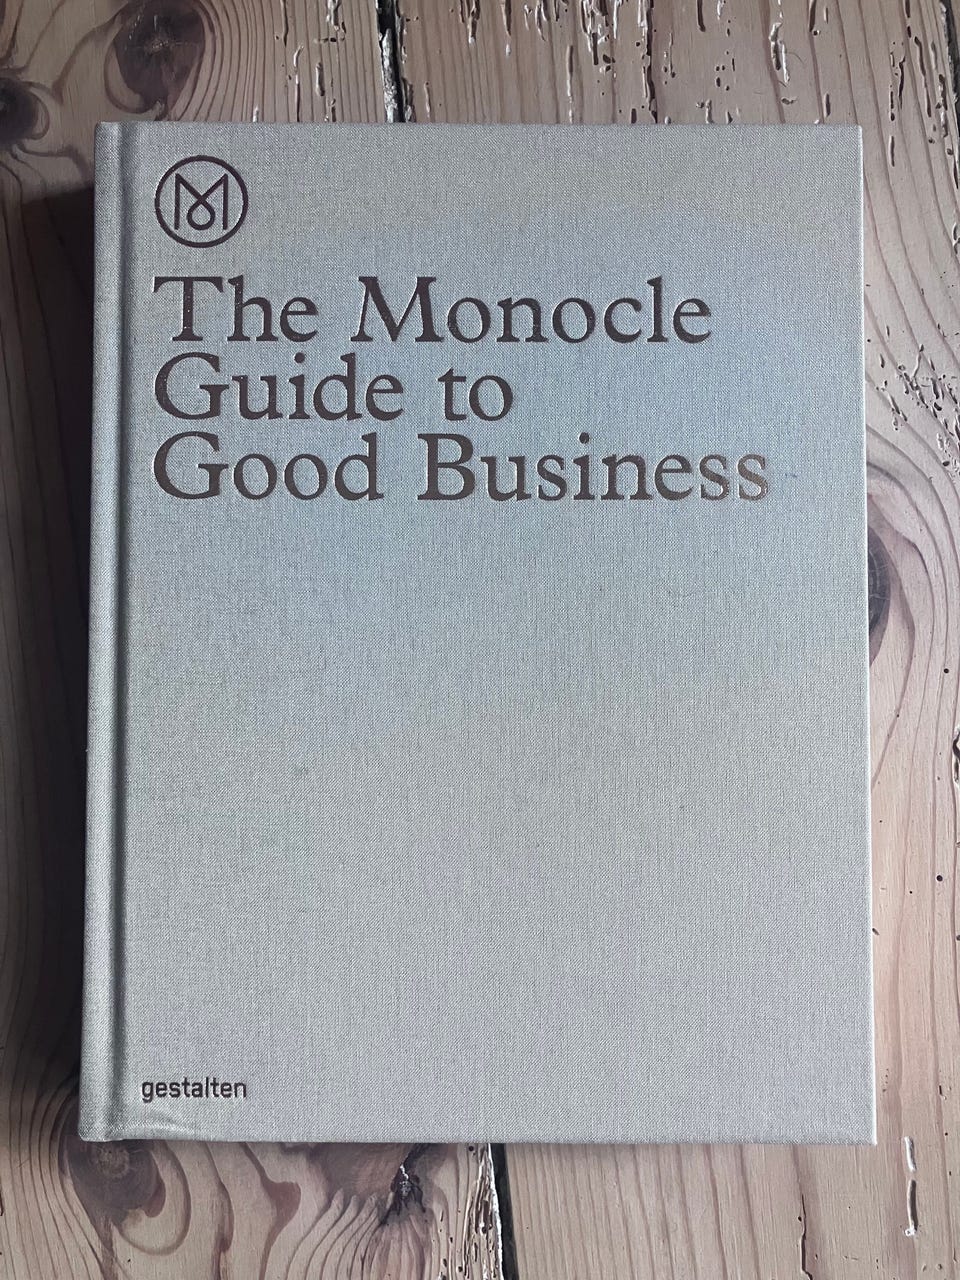 M
The Monocle
Guide to
Good Business
gestalten